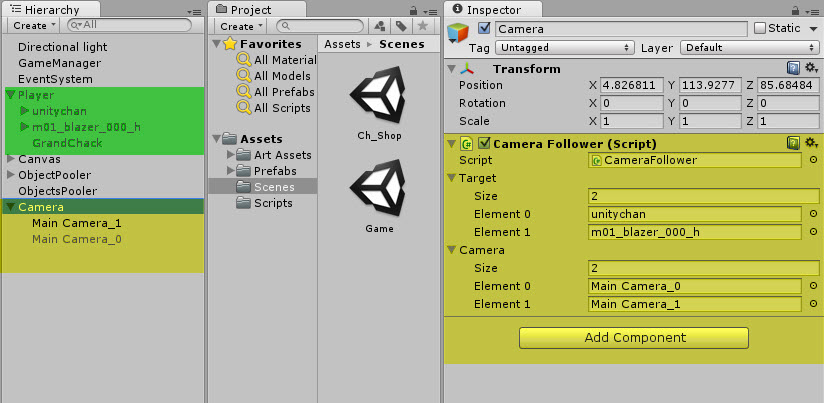 Hierarchy
Create
All
Directional light
GameManager
EventSystem
Player
unitychan
m01_blazer_000_h
GrandChack
Canvas
ObjectPooler
ObjectsPooler
Camera
Main Camera_1
Main Camera_0
Project
Create
Favorites
All Material
All Models
All Prefabs
All Scripts
Assets
Art Assets
Prefabs
Scenes
Scripts
Assets Scenes
Ch_Shop
Game
Inspector
Camera Static
Tag Untagged Layer Default
Transform
Position X 4.826811 Y 113.9277 Z 85.68484
Rotation X 0 Y 0 Z 0
Scale X 1 Y 1 Z 1
Camera Follower (Script)
Script CameraFollower
Target
Size 2
Element 0 unitychan
Element 1 m01_blazer_000_h
Camera
Size 2
Element 0 Main Camera_0
Element 1 Main Camera_1
Add Component